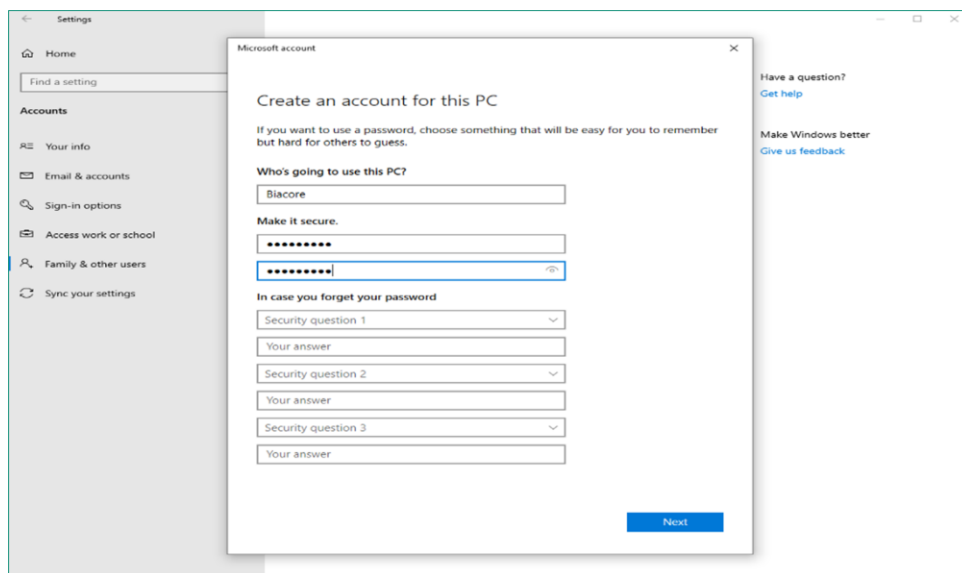 Settings
Home
Find a setting
Accounts
Your info
Email & accounts
Sign-in options
Access work or school
Family & other users
Sync your settings
Microsoft account
Create an account for this PC
If you want to use a password, choose something that will be easy for you to remember
but hard for others to guess.
Who's going to use this PC?
Biacore
Make it secure.
•••••••••
•••••••••
In case you forget your password
Security question 1
Your answer
Security question 2
Your answer
Security question 3
Your answer
Next
Have a question?
Get help
Make Windows better
Give us feedback